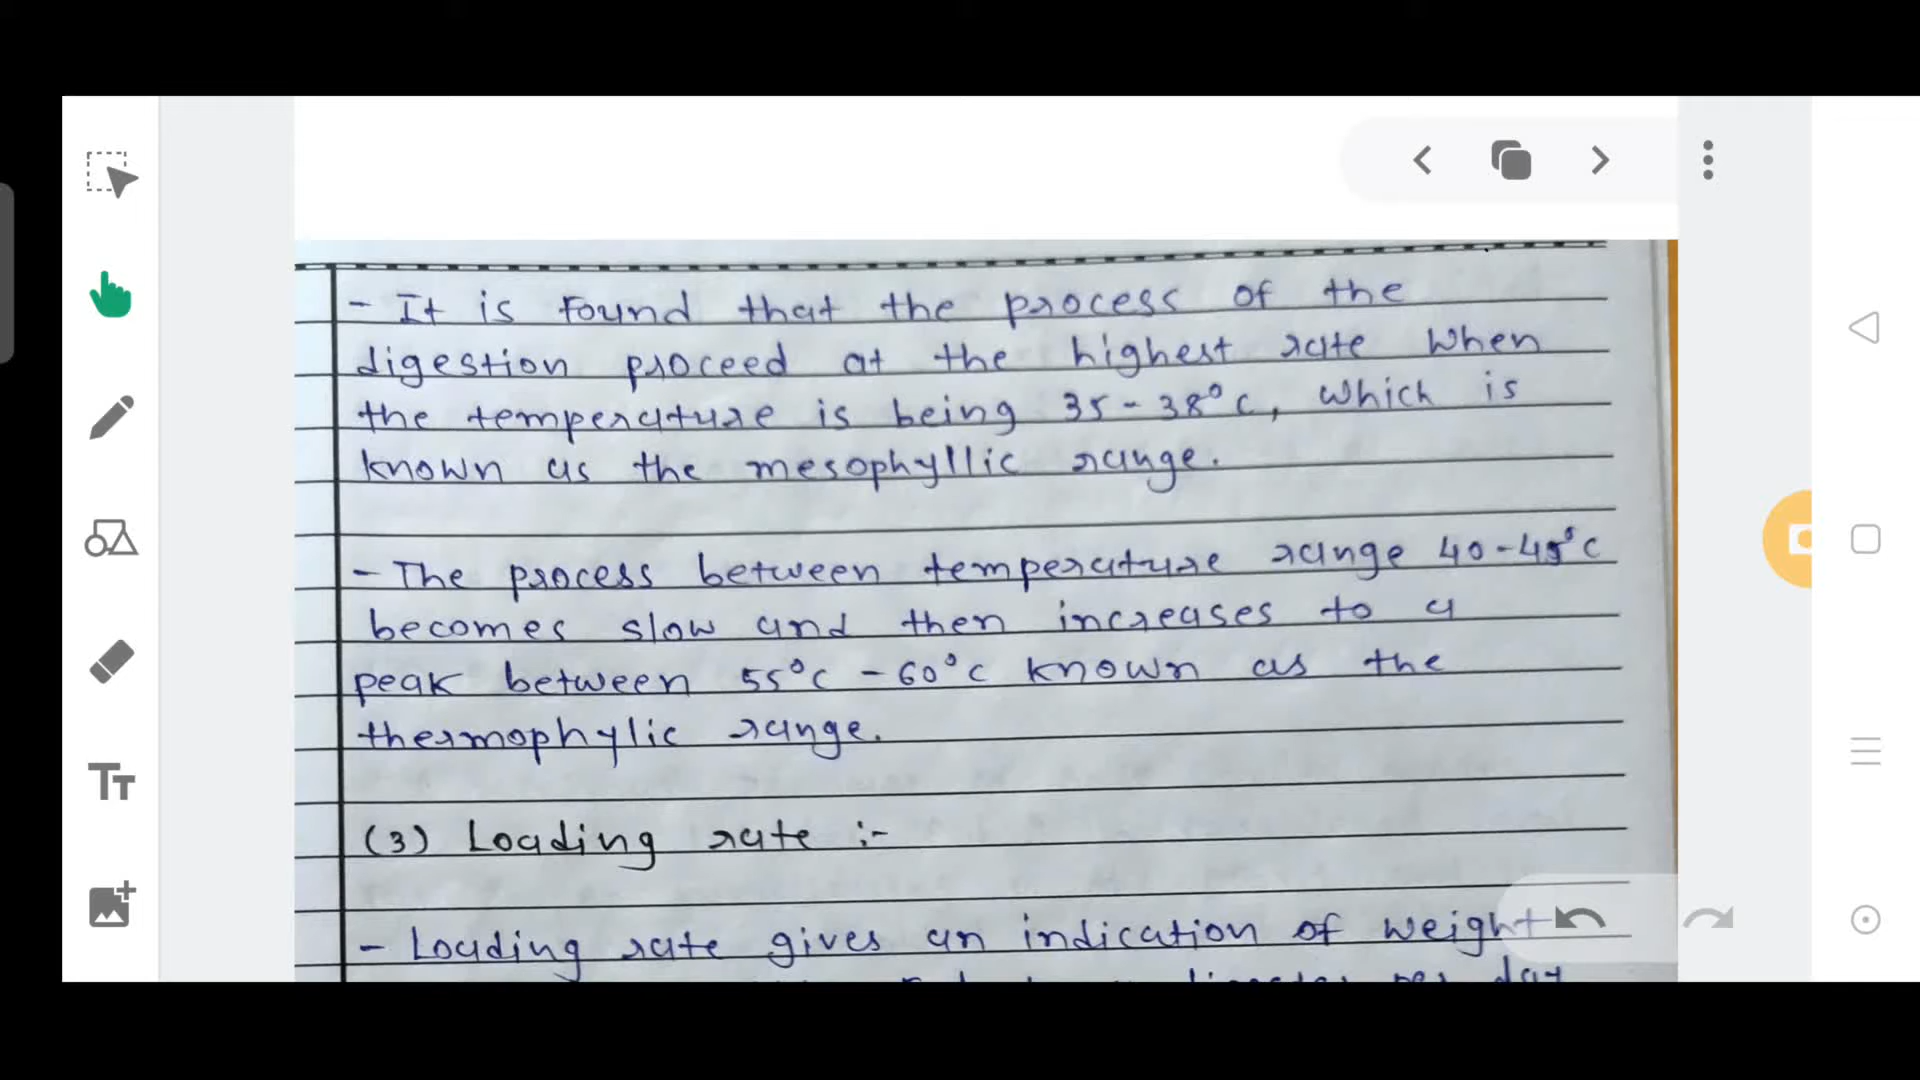 - It is found that the process of the
digestion proceed at the highest rate when
the temperature is being 35-38°c, which is
known as the mesophyllic range.
- The process between temperature range 40-45°c
becomes slow and then increases to a
peak between 55°c - 60°c known as the
thermophylic range.
(3) Loading rate :-
- Loading rate gives an indication of weight
per day
TT